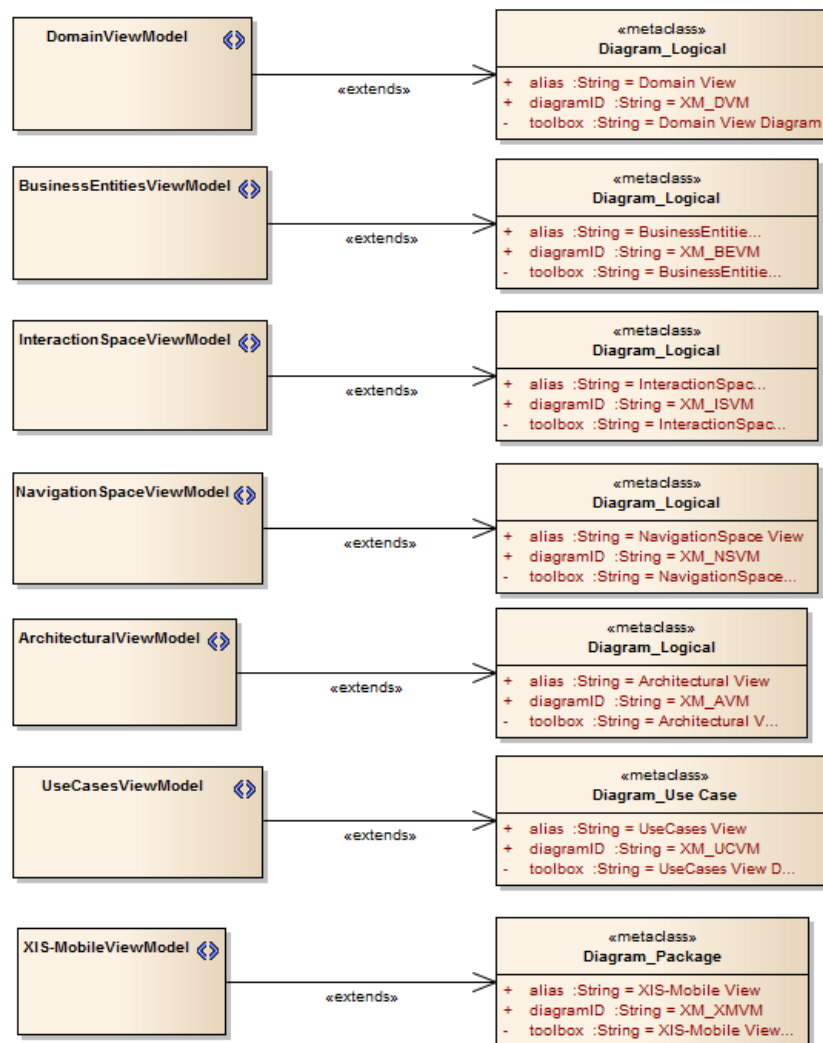 DomainViewModel
«extends»
«metaclass»
Diagram_Logical
+ alias :String = Domain View
+ diagramID :String = XM_DVM
- toolbox :String = Domain View Diagram
BusinessEntitiesViewModel
«extends»
«metaclass»
Diagram_Logical
+ alias :String = BusinessEntitie...
+ diagramID :String = XM_BEVM
- toolbox :String = BusinessEntitie...
InteractionSpaceViewModel
«extends»
«metaclass»
Diagram_Logical
+ alias :String = InteractionSpac...
+ diagramID :String = XM_ISVM
- toolbox :String = InteractionSpac...
NavigationSpaceViewModel
«extends»
«metaclass»
Diagram_Logical
+ alias :String = NavigationSpace View
+ diagramID :String = XM_NSVM
- toolbox :String = NavigationSpace...
ArchitecturalViewModel
«extends»
«metaclass»
Diagram_Logical
+ alias :String = Architectural View
+ diagramID :String = XM_AVM
- toolbox :String = Architectural V...
UseCasesViewModel
«extends»
«metaclass»
Diagram_Use Case
+ alias :String = UseCases View
+ diagramID :String = XM_UCVM
- toolbox :String = UseCases View D...
XIS-MobileViewModel
«extends»
«metaclass»
Diagram_Package
+ alias :String = XIS-Mobile View
+ diagramID :String = XM_XMVM
- toolbox :String = XIS-Mobile View...